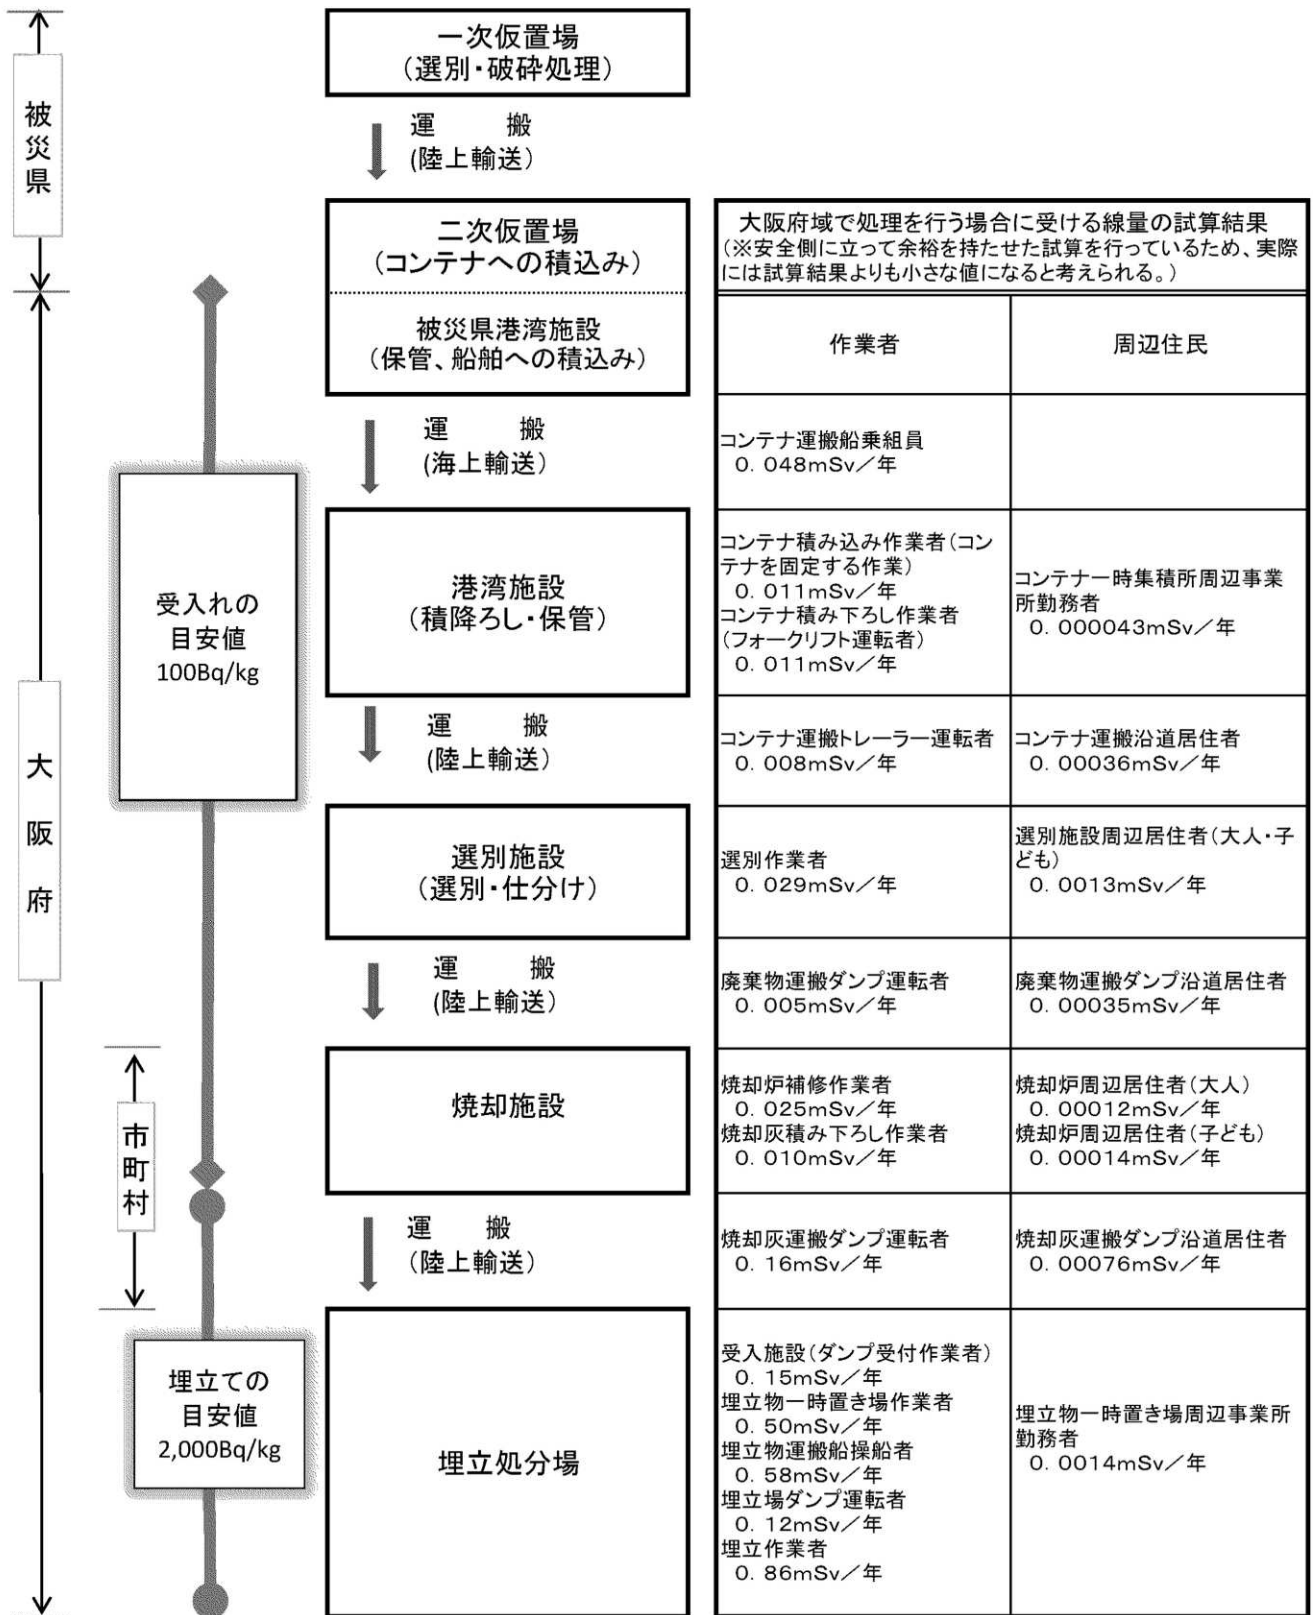 被災県
大阪府
市町村
受入れの
目安値
100Bq/kg
埋立ての
目安値
2,000Bq/kg
一次仮置場
（選別・破砕処理）
運　　搬
(陸上輸送）
二次仮置場
（コンテナへの積込み）
被災県港湾施設
（保管、船舶への積込み）
運　　搬
(海上輸送）
港湾施設
（積降ろし・保管）
運　　搬
(陸上輸送）
選別施設
（選別・仕分け）
運　　搬
(陸上輸送）
焼却施設
運　　搬
（陸上輸送）
埋立処分場
大阪府域で処理を行う場合に受ける線量の試算結果
（※安全側に立って余裕を持たせた試算を行っているため、実際
には試算結果よりも小さな値になると考えられる。）
作業者
周辺住民
コンテナ運搬船乗組員
０．０４８mSv／年
コンテナ積み込み作業者（コン
テナを固定する作業）
０．０１１mSv／年
コンテナ積み下ろし作業者
（フォークリフト運転者）
０．０１１mSv／年
コンテナ一時集積所周辺事業
所勤務者
０．００００４３mSv／年
コンテナ運搬トレーラー運転者
０．００８mSv／年
コンテナ運搬沿道居住者
０．０００３６mSv／年
選別作業者
０．０２９mSv／年
選別施設周辺居住者（大人・子
ども）
０．００１３mSv／年
廃棄物運搬ダンプ運転者
０．００５mSv／年
廃棄物運搬ダンプ沿道居住者
０．０００３５mSv／年
焼却炉補修作業者
０．０２５mSv／年
焼却灰積み下ろし作業者
０．０１０mSv／年
焼却炉周辺居住者（大人）
０．０００１２mSv／年
焼却炉周辺居住者（子ども）
０．０００１４mSv／年
焼却灰運搬ダンプ運転者
０．１６mSv／年
焼却灰運搬ダンプ沿道居住者
０．０００７６mSv／年
受入施設（ダンプ受付作業者）
０．１５mSv／年
埋立物一時置き場作業者
０．５０mSv／年
埋立物運搬船操船者
０．５８mSv／年
埋立場ダンプ運転者
０．１２mSv／年
埋立作業者
０．８６mSv／年
埋立物一時置き場周辺事業所
勤務者
０．００１４mSv／年